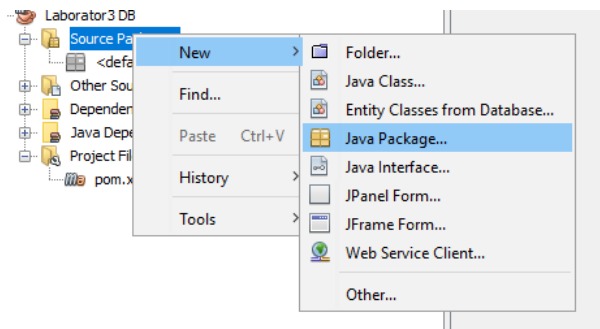 Laborator3 DB
Source Pa
<defa
Other Sou
Dependen
Java Depe
Project Fil
pom.x
New
Find...
Paste Ctrl+V
History
Tools
Folder...
Java Class...
Entity Classes from Database...
Java Package...
Java Interface...
JPanel Form...
JFrame Form...
Web Service Client...
Other...